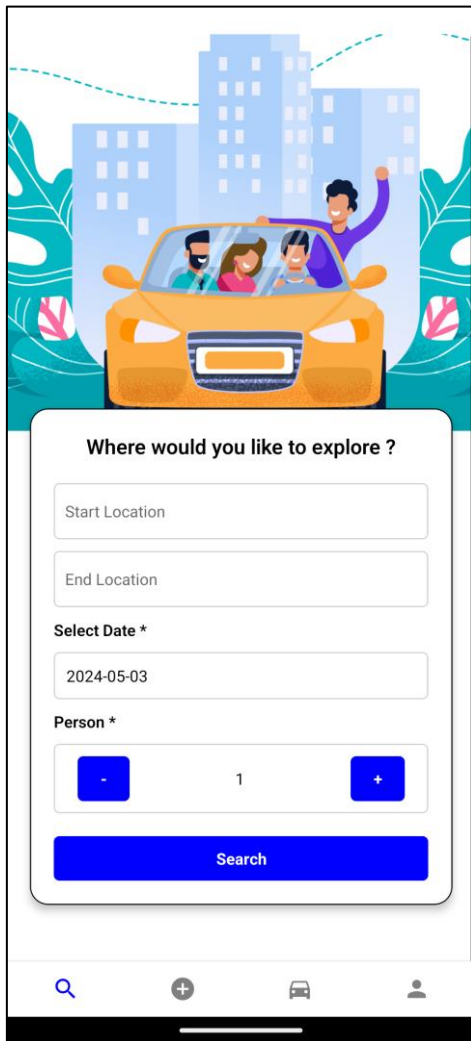 Where would you like to explore ?
Start Location
End Location
Select Date *
2024-05-03
Person *
- 1 +
Search